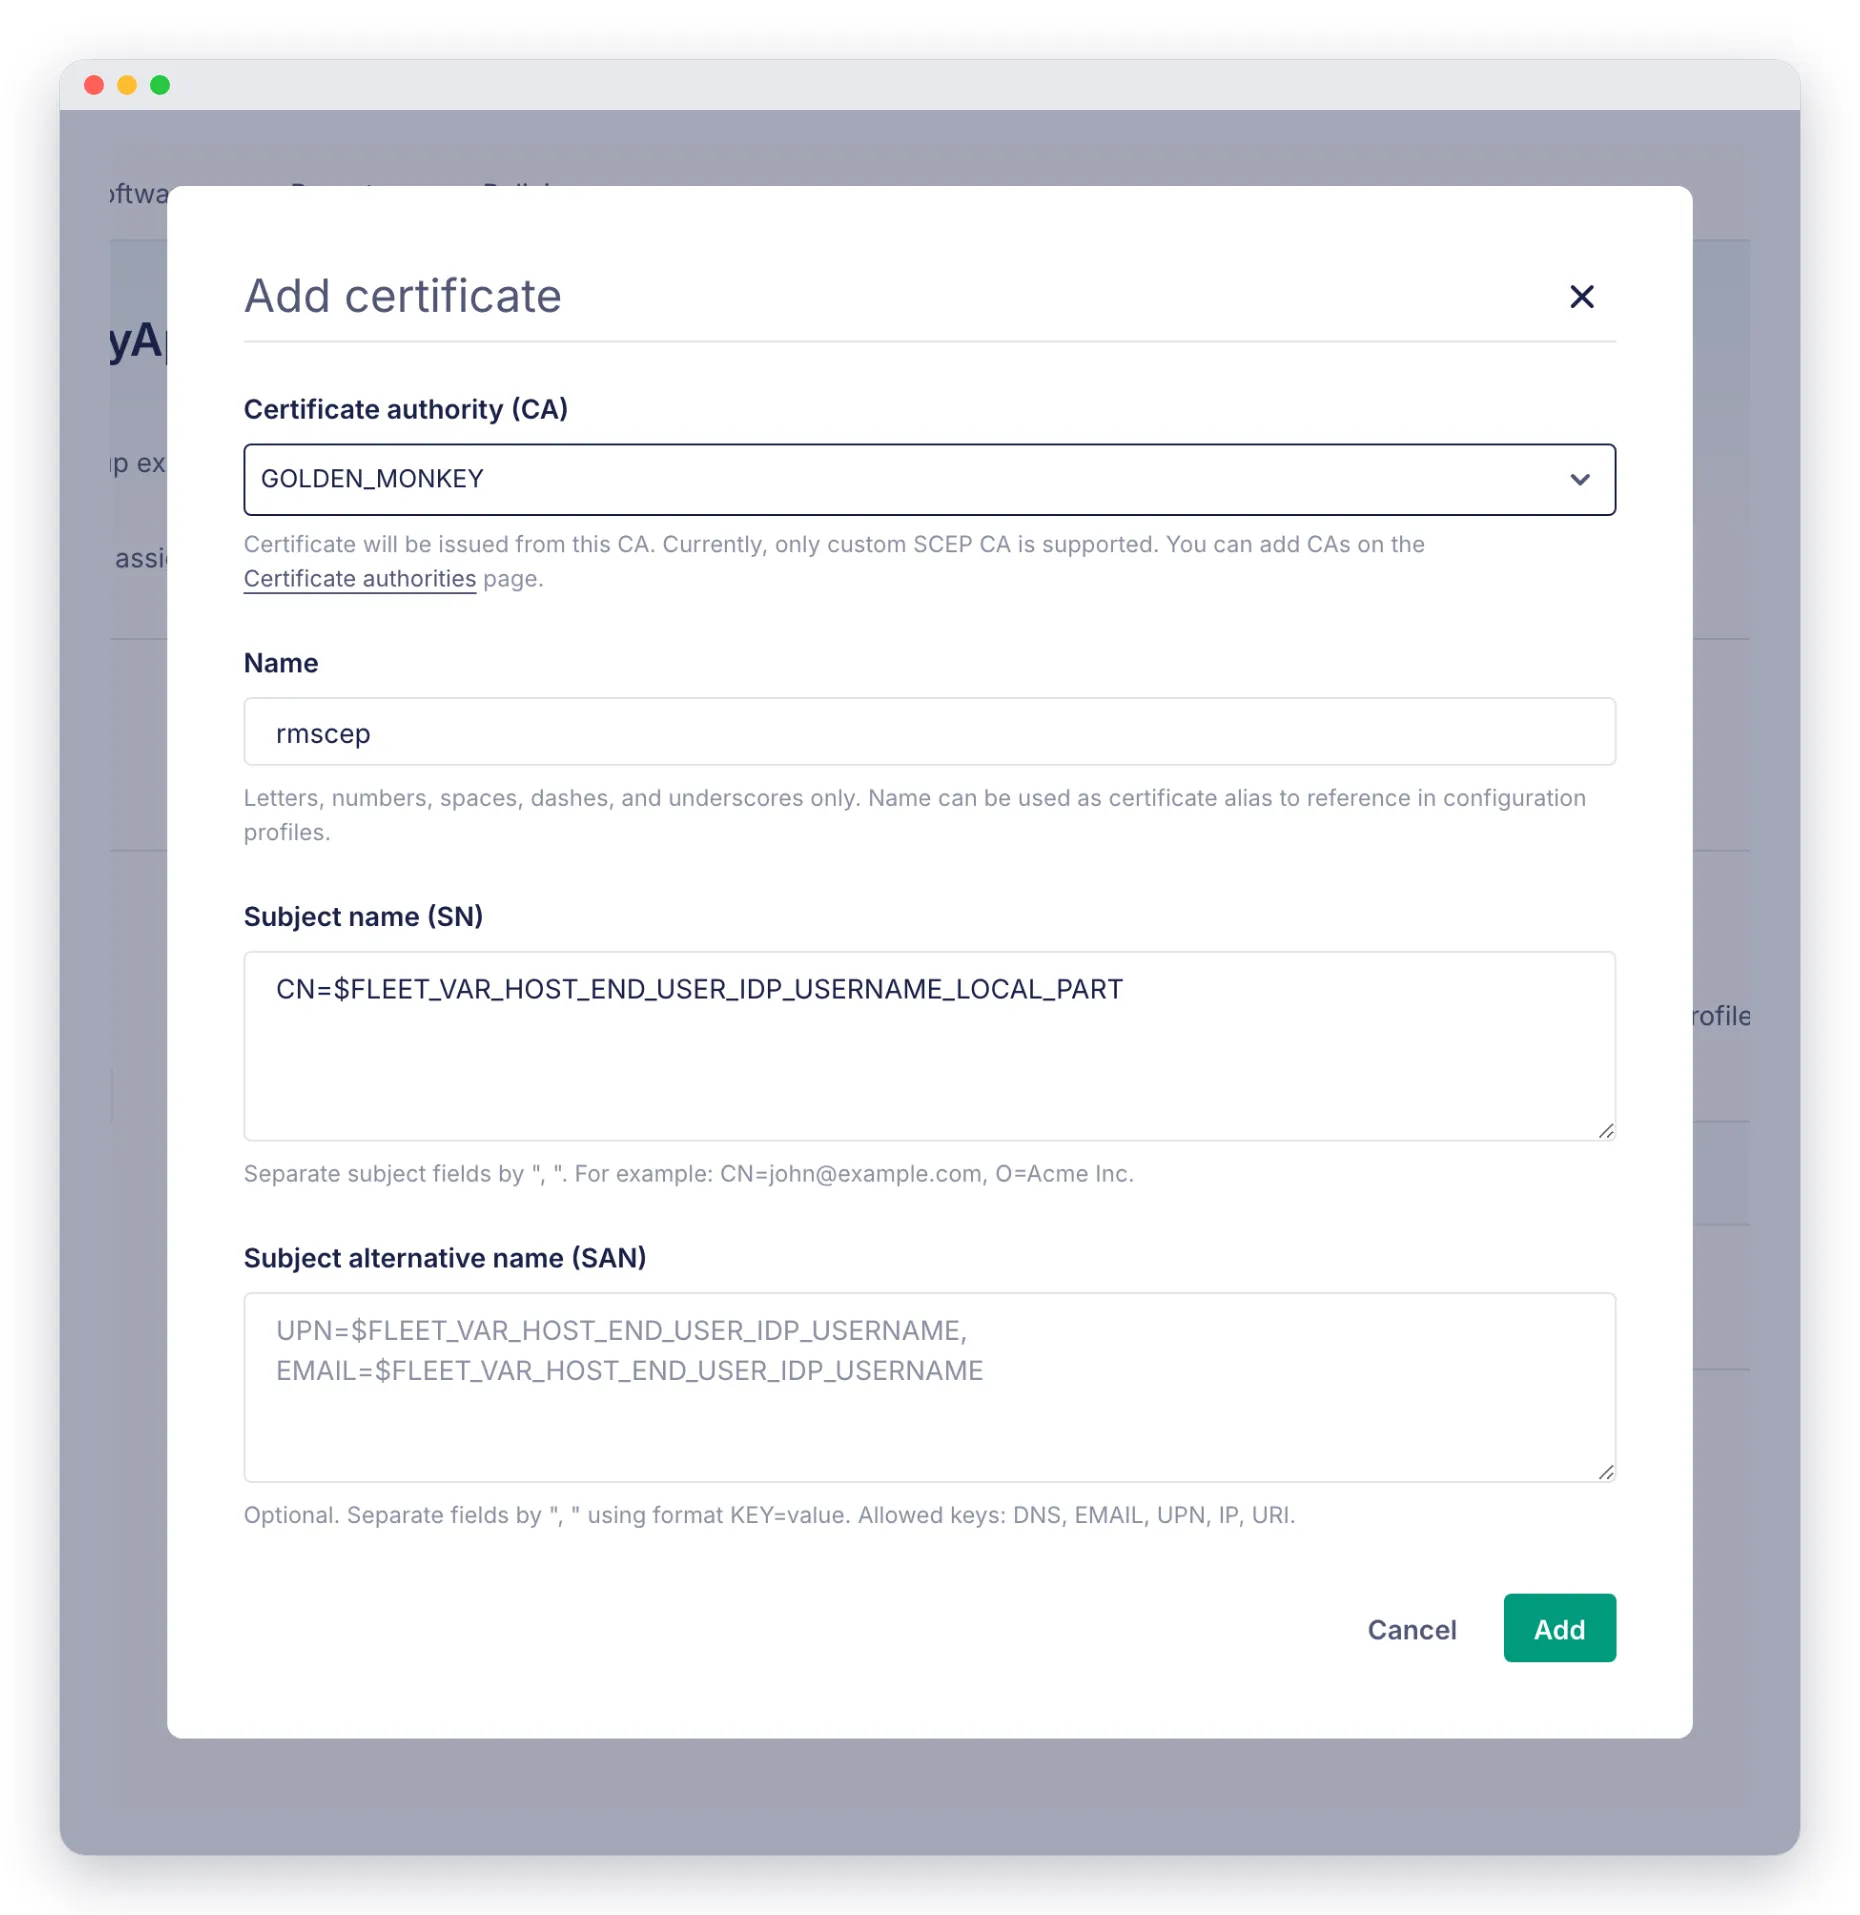 Add certificate
Certificate authority (CA)
GOLDEN_MONKEY
Certificate will be issued from this CA. Currently, only custom SCEP CA is supported. You can add CAs on the
Certificate authorities page.
Name
rmscep
Letters, numbers, spaces, dashes, and underscores only. Name can be used as certificate alias to reference in configuration
profiles.
Subject name (SN)
CN=$FLEET_VAR_HOST_END_USER_IDP_USERNAME_LOCAL_PART
Separate subject fields by ", ". For example: CN=john@example.com, O=Acme Inc.
Subject alternative name (SAN)
UPN=$FLEET_VAR_HOST_END_USER_IDP_USERNAME,
EMAIL=$FLEET_VAR_HOST_END_USER_IDP_USERNAME
Optional. Separate fields by ", " using format KEY=value. Allowed keys: DNS, EMAIL, UPN, IP, URI.
Cancel
Add